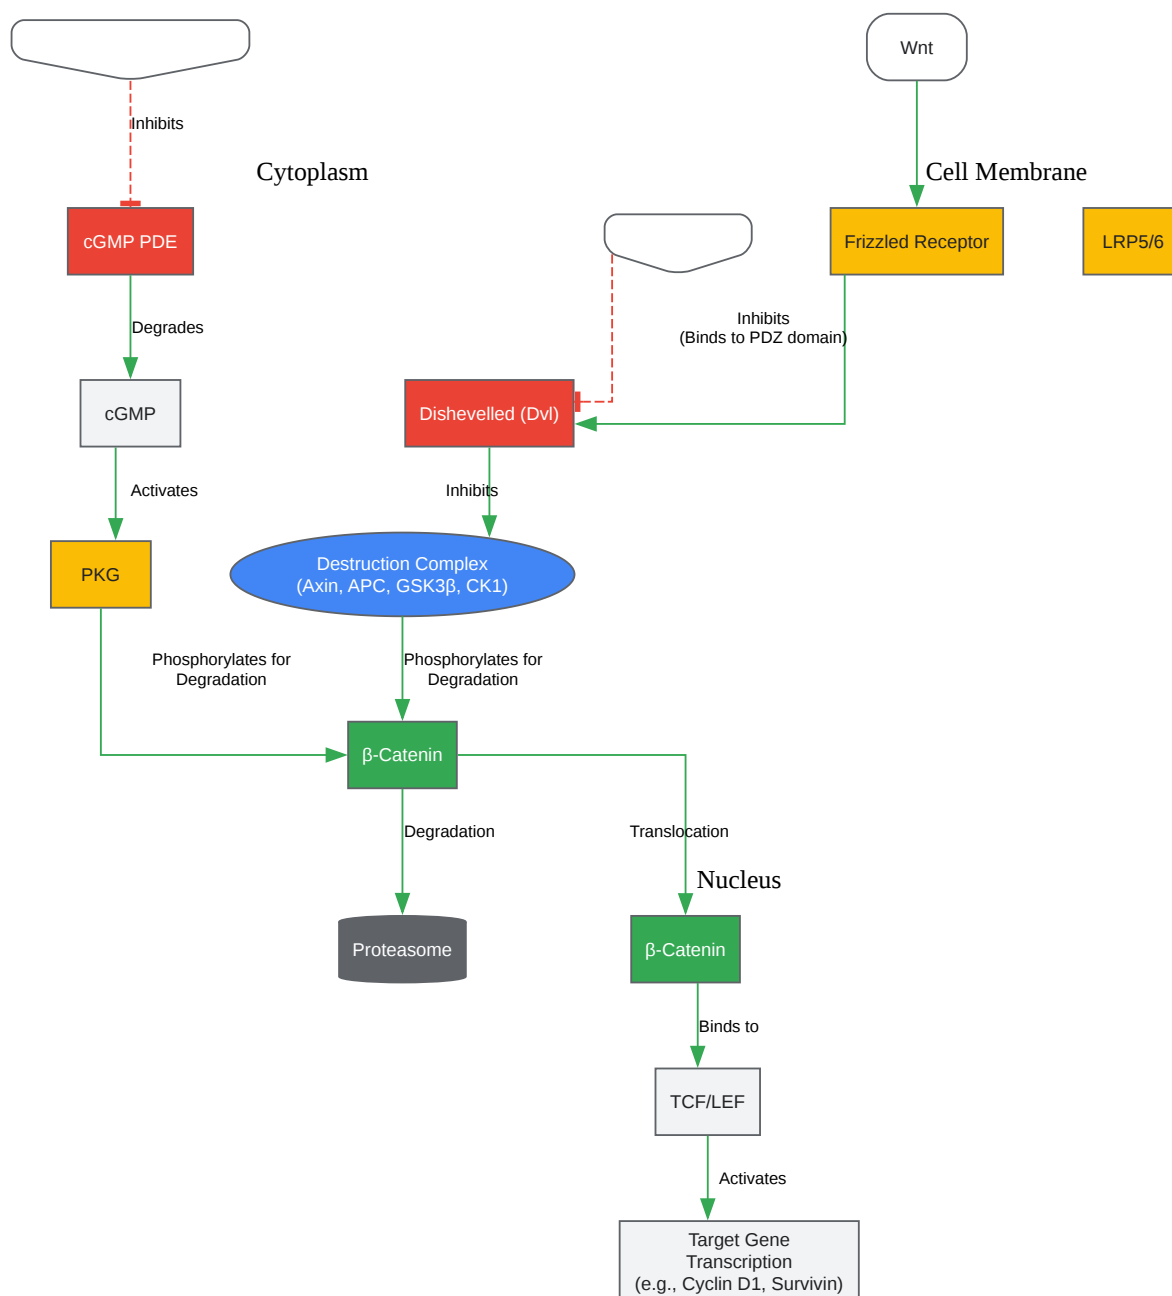 Wnt
Inhibits
Cytoplasm
Cell Membrane
cGMP PDE
Frizzled Receptor
LRP5/6
Degrades
Inhibits
(Binds to PDZ domain)
cGMP
Dishevelled (Dvl)
Activates
Inhibits
PKG
Destruction Complex
(Axin, APC, GSK3β, CK1)
Phosphorylates for
Degradation
Phosphorylates for
Degradation
β-Catenin
Degradation
Translocation
Nucleus
Proteasome
β-Catenin
Binds to
TCF/LEF
Activates
Target Gene
Transcription
(e.g., Cyclin D1, Survivin)